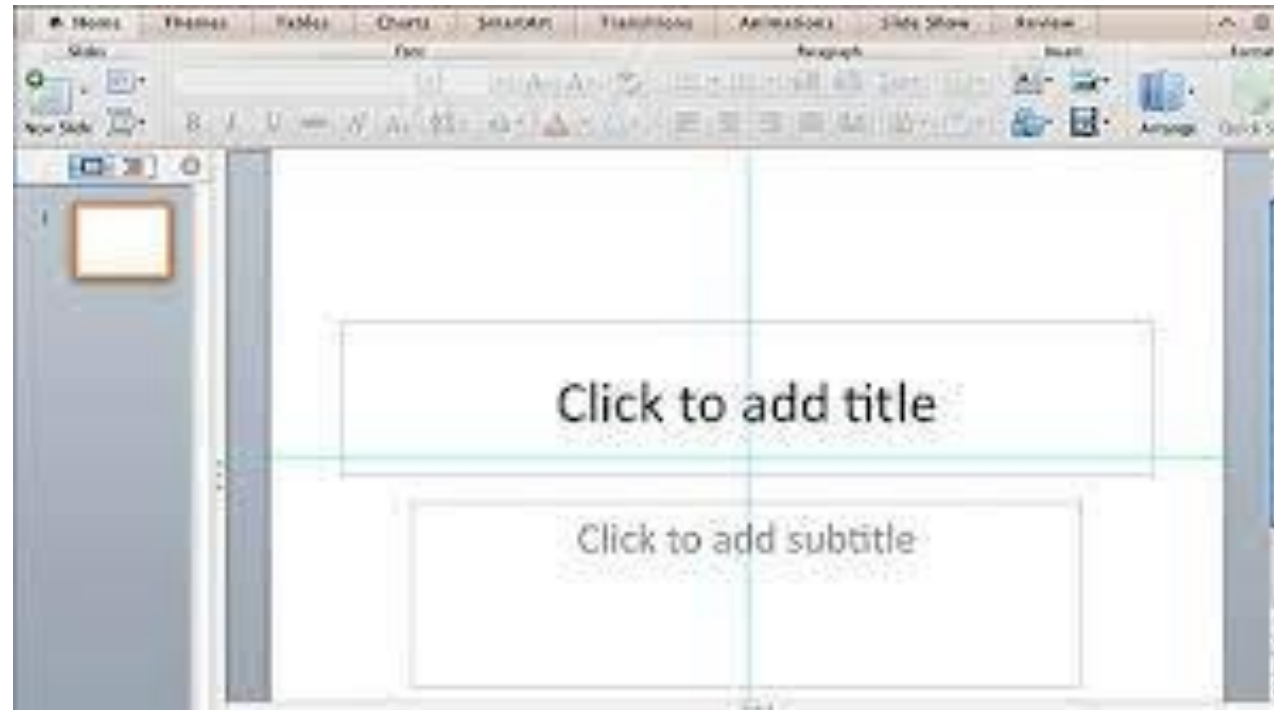 Home Themes Tables Charts SmartArt Transitions Animations Slide Show Review
Slides Font Paragraph Insert Format
New Slide Arrange
1
Click to add title
Click to add subtitle